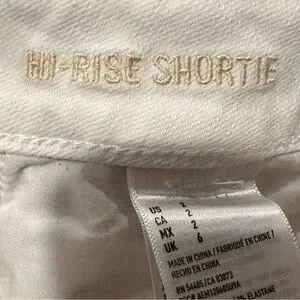 HI-RISE SHORTIE
US 2
CA 2
MX 2
UK 6
MADE IN CHINA / FABRIQUÉ EN CHINE /
HECHO EN CHINA
RN 54485/CA 03873
ELASTANE